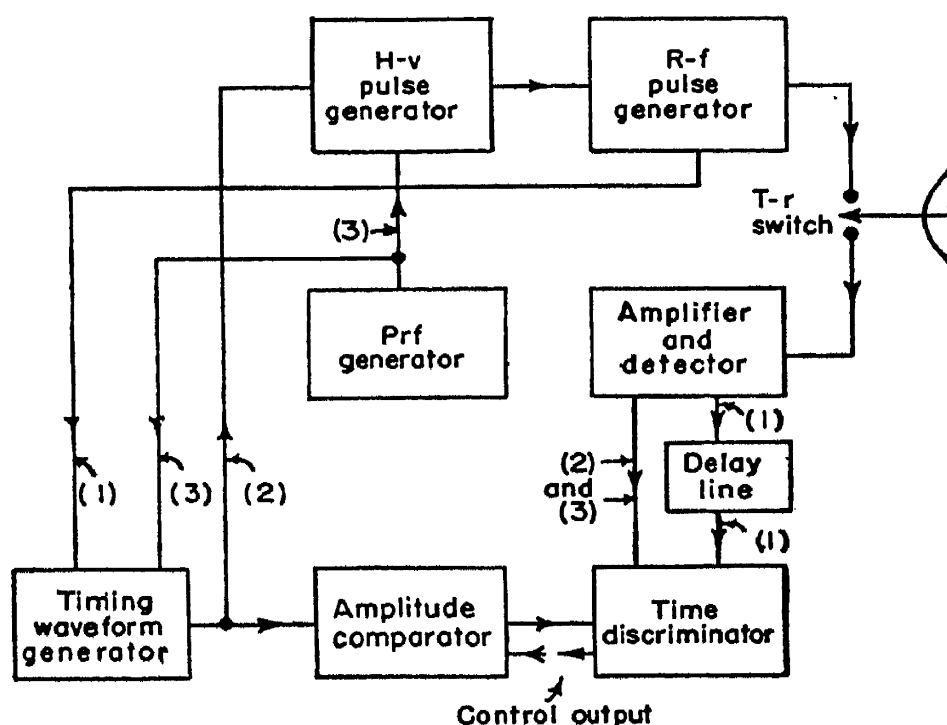 H-v
pulse
generator
R-f
pulse
generator
T-r
switch
(3)
Prf
generator
Amplifier
and
detector
(1)
Delay
line
(2)
and
(3)
(1)
(1)
(3)
(2)
Timing
waveform
generator
Amplitude
comparator
Time
discriminator
Control output